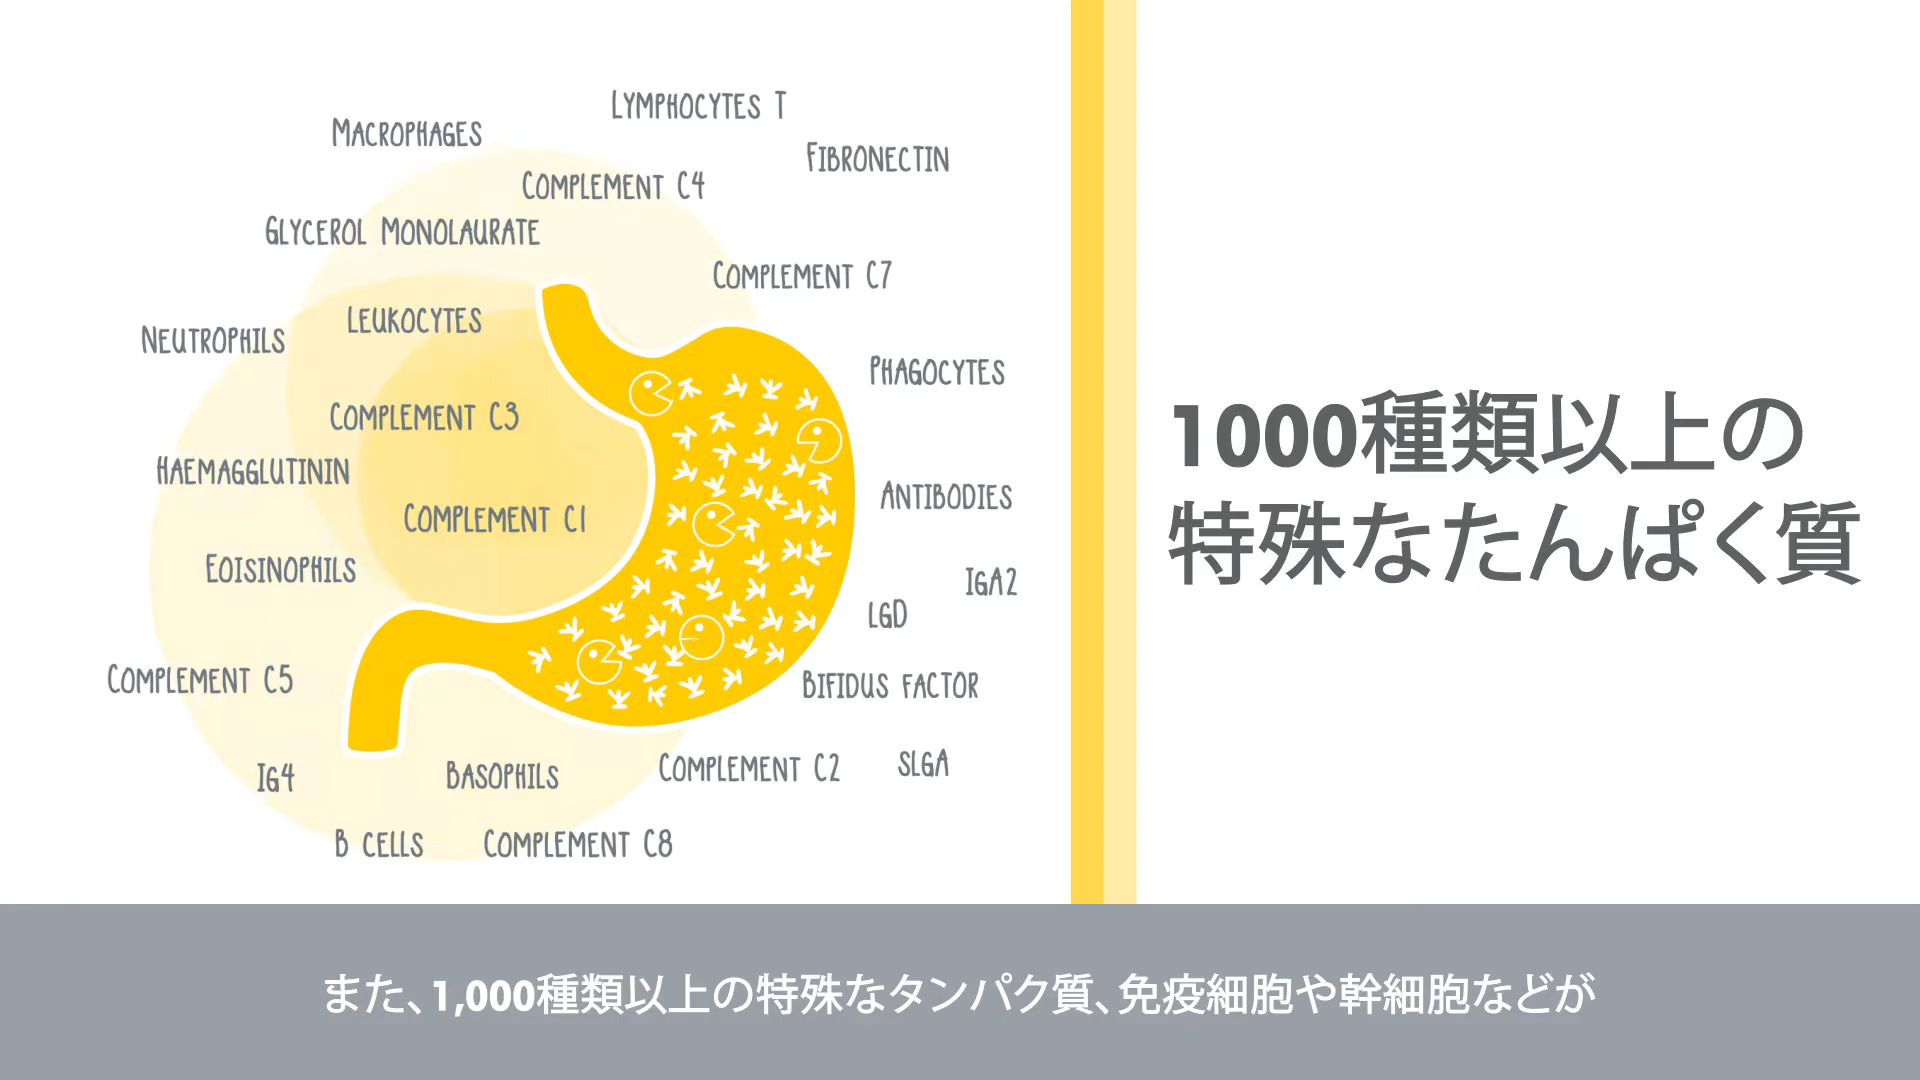 LYMPHOCYTES T
MACROPHAGES
FIBRONECTIN
COMPLEMENT C4
GLYCEROL MONOLAURATE
COMPLEMENT C7
LEUKOCYTES
NEUTROPHILS
PHAGOCYTES
COMPLEMENT C3
HAEMAGGLUTININ
ANTIBODIES
COMPLEMENT C1
EOISINOPHILS
IGA2
LGD
COMPLEMENT C5
BIFIDUS FACTOR
COMPLEMENT C2
SLGA
IG4
BASOPHILS
B CELLS
COMPLEMENT C8
1000種類以上の
特殊なたんぱく質
また、1,000種類以上の特殊なタンパク質、免疫細胞や幹細胞などが